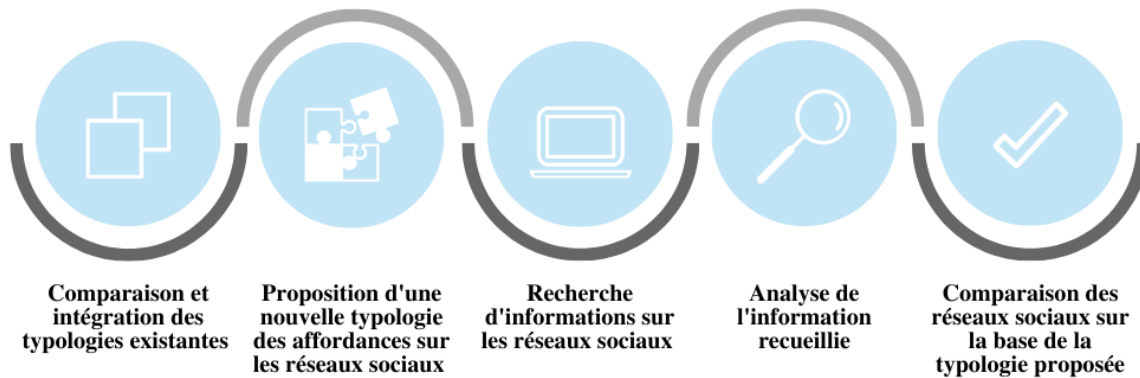 Comparaison et
intégration des
typologies existantes
Proposition d'une
nouvelle typologie
des affordances sur
les réseaux sociaux
Recherche
d'informations sur
les réseaux sociaux
Analyse de
l'information
recueillie
Comparaison des
réseaux sociaux sur
la base de la
typologie proposée